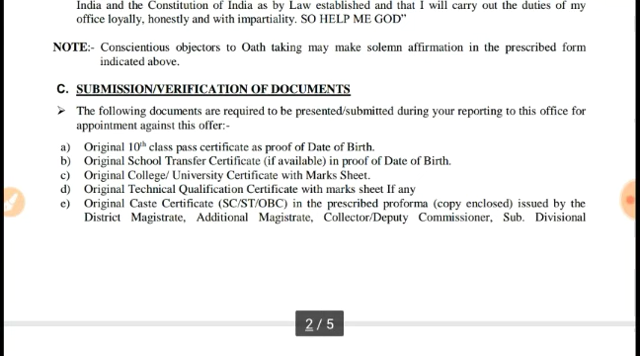 India and the Constitution of India as by Law established and that I will carry out the duties of my
office loyally, honestly and with impartiality. SO HELP ME GOD”
NOTE:- Conscientious objectors to Oath taking may make solemn affirmation in the prescribed form
indicated above.
C. SUBMISSION/VERIFICATION OF DOCUMENTS
➢ The following documents are required to be presented/submitted during your reporting to this office for
appointment against this offer:-
a) Original 10th class pass certificate as proof of Date of Birth.
b) Original School Transfer Certificate (if available) in proof of Date of Birth.
c) Original College/ University Certificate with Marks Sheet.
d) Original Technical Qualification Certificate with marks sheet If any
e) Original Caste Certificate (SC/ST/OBC) in the prescribed proforma (copy enclosed) issued by the
District Magistrate, Additional Magistrate, Collector/Deputy Commissioner, Sub. Divisional
2 / 5